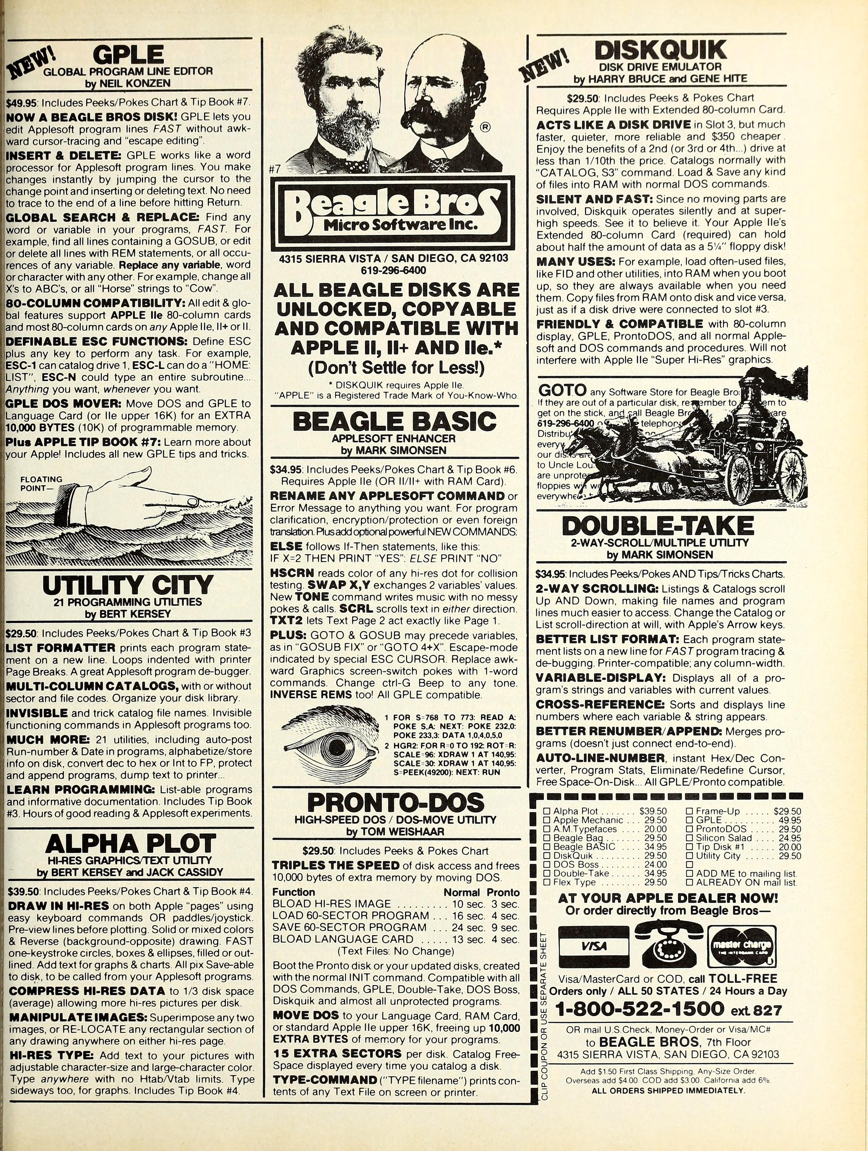 NEW!
GPLE
GLOBAL PROGRAM LINE EDITOR
by NEIL KONZEN
$49.95: Includes Peeks/Pokes Chart & Tip Book #7.
NOW A BEAGLE BROS DISK! GPLE lets you
edit Applesoft program lines FAST without awk-
ward cursor-tracing and "escape editing".
INSERT & DELETE: GPLE works like a word
processor for Applesoft program lines. You make
changes instantly by jumping the cursor to the
change point and inserting or deleting text. No need
to trace to the end of a line before hitting Return.
GLOBAL SEARCH & REPLACE: Find any
word or variable in your programs, FAST. For
example, find all lines containing a GOSUB, or edit
or delete all lines with REM statements, or all occur-
rences of any variable. Replace any variable, word
or character with any other. For example, change all
X's to ABC's, or all "Horse" strings to "Cow".
80-COLUMN COMPATIBILITY: All edit & glo-
bal features support APPLE IIe 80-column cards
and most 80-column cards on any Apple IIe, II+ or II.
DEFINABLE ESC FUNCTIONS: Define ESC
plus any key to perform any task. For example,
ESC-1 can catalog drive 1, ESC-L can do a "HOME:
LIST", ESC-N could type an entire subroutine...
Anything you want, whenever you want.
GPLE DOS MOVER: Move DOS and GPLE to
Language Card (or IIe upper 16K) for an EXTRA
10,000 BYTES (10K) of programmable memory.
Plus APPLE TIP BOOK #7: Learn more about
your Apple! Includes all new GPLE tips and tricks.
FLOATING
POINT—
UTILITY CITY
21 PROGRAMMING UTILITIES
by BERT KERSEY
$29.50: Includes Peeks/Pokes Chart & Tip Book #3
LIST FORMATTER prints each program state-
ment on a new line. Loops indented with printer
Page Breaks. A great Applesoft program de-bugger.
MULTI-COLUMN CATALOGS, with or without
sector and file codes. Organize your disk library.
INVISIBLE and trick catalog file names. Invisible
functioning commands in Applesoft programs too.
MUCH MORE: 21 utilities, including auto-post
Run-number & Date in programs, alphabetize/store
info on disk, convert dec to hex or Int to FP, protect
and append programs, dump text to printer...
LEARN PROGRAMMING: List-able programs
and informative documentation. Includes Tip Book
#3. Hours of good reading & Applesoft experiments.
ALPHA PLOT
HI-RES GRAPHICS/TEXT UTILITY
by BERT KERSEY and JACK CASSIDY
$39.50: Includes Peeks/Pokes Chart & Tip Book #4.
DRAW IN HI-RES on both Apple "pages" using
easy keyboard commands OR paddles/joystick.
Pre-view lines before plotting. Solid or mixed colors
& Reverse (background-opposite) drawing. FAST
one-keystroke circles, boxes & ellipses, filled or out-
lined. Add text for graphs & charts. All pix Save-able
to disk, to be called from your Applesoft programs.
COMPRESS HI-RES DATA to 1/3 disk space
(average) allowing more hi-res pictures per disk.
MANIPULATE IMAGES: Superimpose any two
images, or RE-LOCATE any rectangular section of
any drawing anywhere on either hi-res page.
HI-RES TYPE: Add text to your pictures with
adjustable character-size and large-character color.
Type anywhere with no Htab/Vtab limits. Type
sideways too, for graphs. Includes Tip Book #4.
®
#7
Beagle Bros
Micro Software Inc.
4315 SIERRA VISTA / SAN DIEGO, CA 92103
619-296-6400
ALL BEAGLE DISKS ARE
UNLOCKED, COPYABLE
AND COMPATIBLE WITH
APPLE II, II+ AND IIe.*
(Don't Settle for Less!)
* DISKQUIK requires Apple IIe.
"APPLE" is a Registered Trade Mark of You-Know-Who.
BEAGLE BASIC
APPLESOFT ENHANCER
by MARK SIMONSEN
$34.95: Includes Peeks/Pokes Chart & Tip Book #6.
Requires Apple IIe (OR II/II+ with RAM Card).
RENAME ANY APPLESOFT COMMAND or
Error Message to anything you want. For program
clarification, encryption/protection or even foreign
translation. Plus add optional powerful NEW COMMANDS:
ELSE follows If-Then statements, like this:
IF X=2 THEN PRINT "YES": ELSE PRINT "NO"
HSCRN reads color of any hi-res dot for collision
testing. SWAP X,Y exchanges 2 variables' values.
New TONE command writes music with no messy
pokes & calls. SCRL scrolls text in either direction.
TXT2 lets Text Page 2 act exactly like Page 1.
PLUS: GOTO & GOSUB may precede variables,
as in "GOSUB FIX" or "GOTO 4+X". Escape-mode
indicated by special ESC CURSOR. Replace awk-
ward Graphics screen-switch pokes with 1-word
commands. Change ctrl-G Beep to any tone.
INVERSE REMS too! All GPLE compatible.
1 FOR S=768 TO 773: READ A:
POKE S,A: NEXT: POKE 232,0:
POKE 233,3: DATA 1,0,4,0,5,0
2 HGR2: FOR R=0 TO 192: ROT=R:
SCALE=96: XDRAW 1 AT 140,95:
SCALE=30: XDRAW 1 AT 140,95:
S=PEEK(49200): NEXT: RUN
PRONTO-DOS
HIGH-SPEED DOS / DOS-MOVE UTILITY
by TOM WEISHAAR
$29.50: Includes Peeks & Pokes Chart
TRIPLES THE SPEED of disk access and frees
10,000 bytes of extra memory by moving DOS.
Function Normal Pronto
BLOAD HI-RES IMAGE ......... 10 sec. 3 sec.
LOAD 60-SECTOR PROGRAM ... 16 sec. 4 sec.
SAVE 60-SECTOR PROGRAM ... 24 sec. 9 sec.
BLOAD LANGUAGE CARD ..... 13 sec. 4 sec.
(Text Files: No Change)
Boot the Pronto disk or your updated disks, created
with the normal INIT command. Compatible with all
DOS Commands, GPLE, Double-Take, DOS Boss,
Diskquik and almost all unprotected programs.
MOVE DOS to your Language Card, RAM Card,
or standard Apple IIe upper 16K, freeing up 10,000
EXTRA BYTES of memory for your programs.
15 EXTRA SECTORS per disk. Catalog Free-
Space displayed every time you catalog a disk.
TYPE-COMMAND ("TYPE filename") prints con-
tents of any Text File on screen or printer.
NEW!
DISKQUIK
DISK DRIVE EMULATOR
by HARRY BRUCE and GENE HITE
$29.50: Includes Peeks & Pokes Chart
Requires Apple IIe with Extended 80-column Card.
ACTS LIKE A DISK DRIVE in Slot 3, but much
faster, quieter, more reliable and $350 cheaper.
Enjoy the benefits of a 2nd (or 3rd or 4th...) drive at
less than 1/10th the price. Catalogs normally with
"CATALOG, S3" command. Load & Save any kind
of files into RAM with normal DOS commands.
SILENT AND FAST: Since no moving parts are
involved, Diskquik operates silently and at super-
high speeds. See it to believe it. Your Apple IIe's
Extended 80-column Card (required) can hold
about half the amount of data as a 5¼" floppy disk!
MANY USES: For example, load often-used files,
like FID and other utilities, into RAM when you boot
up, so they are always available when you need
them. Copy files from RAM onto disk and vice versa,
just as if a disk drive were connected to slot #3.
FRIENDLY & COMPATIBLE with 80-column
display, GPLE, ProntoDOS, and all normal Apple-
soft and DOS commands and procedures. Will not
interfere with Apple IIe "Super Hi-Res" graphics.
GOTO any Software Store for Beagle Bro
If they are out of a particular disk, to
get on the stick, and call Beagle Br
619-296-6400 telephon
Distribu
every
our dis
to Uncle Lou
are unprote
floppies w
everywhe
DOUBLE-TAKE
2-WAY-SCROLL/MULTIPLE UTILITY
by MARK SIMONSEN
$34.95: Includes Peeks/Pokes AND Tips/Tricks Charts.
2-WAY SCROLLING: Listings & Catalogs scroll
Up AND Down, making file names and program
lines much easier to access. Change the Catalog or
List scroll-direction at will, with Apple's Arrow keys.
BETTER LIST FORMAT: Each program state-
ment lists on a new line for FAST program tracing &
de-bugging. Printer-compatible; any column-width.
VARIABLE-DISPLAY: Displays all of a pro-
gram's strings and variables with current values.
CROSS-REFERENCE: Sorts and displays line
numbers where each variable & string appears.
BETTER RENUMBER/APPEND: Merges pro-
grams (doesn't just connect end-to-end).
AUTO-LINE-NUMBER, instant Hex/Dec Con-
verter, Program Stats, Eliminate/Redefine Cursor,
Free Space-On-Disk... All GPLE/Pronto compatible.
Alpha Plot ..... $39.50
Apple Mechanic . 29.50
A.M. Typefaces .... 20.00
Beagle Bag ....... 29.50
Beagle BASIC .... 34.95
DiskQuik ......... 29.50
DOS Boss ........ 24.00
Double-Take ...... 34.95
Flex Type ........ 29.50
Frame-Up ...... $29.50
GPLE ........... 49.95
ProntoDOS ...... 29.50
Silicon Salad ..... 24.95
Tip Disk #1 ..... 20.00
Utility City ....... 29.50
ADD ME to mailing list.
ALREADY ON mail list.
CLIP COUPON OR USE SEPARATE SHEET
AT YOUR APPLE DEALER NOW!
Or order directly from Beagle Bros—
VISA
master charge
THE INTERBANK CARD
Visa/MasterCard or COD, call TOLL-FREE
Orders only / ALL 50 STATES / 24 Hours a Day
1-800-522-1500 ext 827
OR mail U.S. Check, Money-Order or Visa/MC#
to BEAGLE BROS, 7th Floor
4315 SIERRA VISTA, SAN DIEGO, CA 92103
Add $1.50 First Class Shipping, Any-Size Order.
Overseas add $4.00. COD add $3.00. California add 6%.
ALL ORDERS SHIPPED IMMEDIATELY.